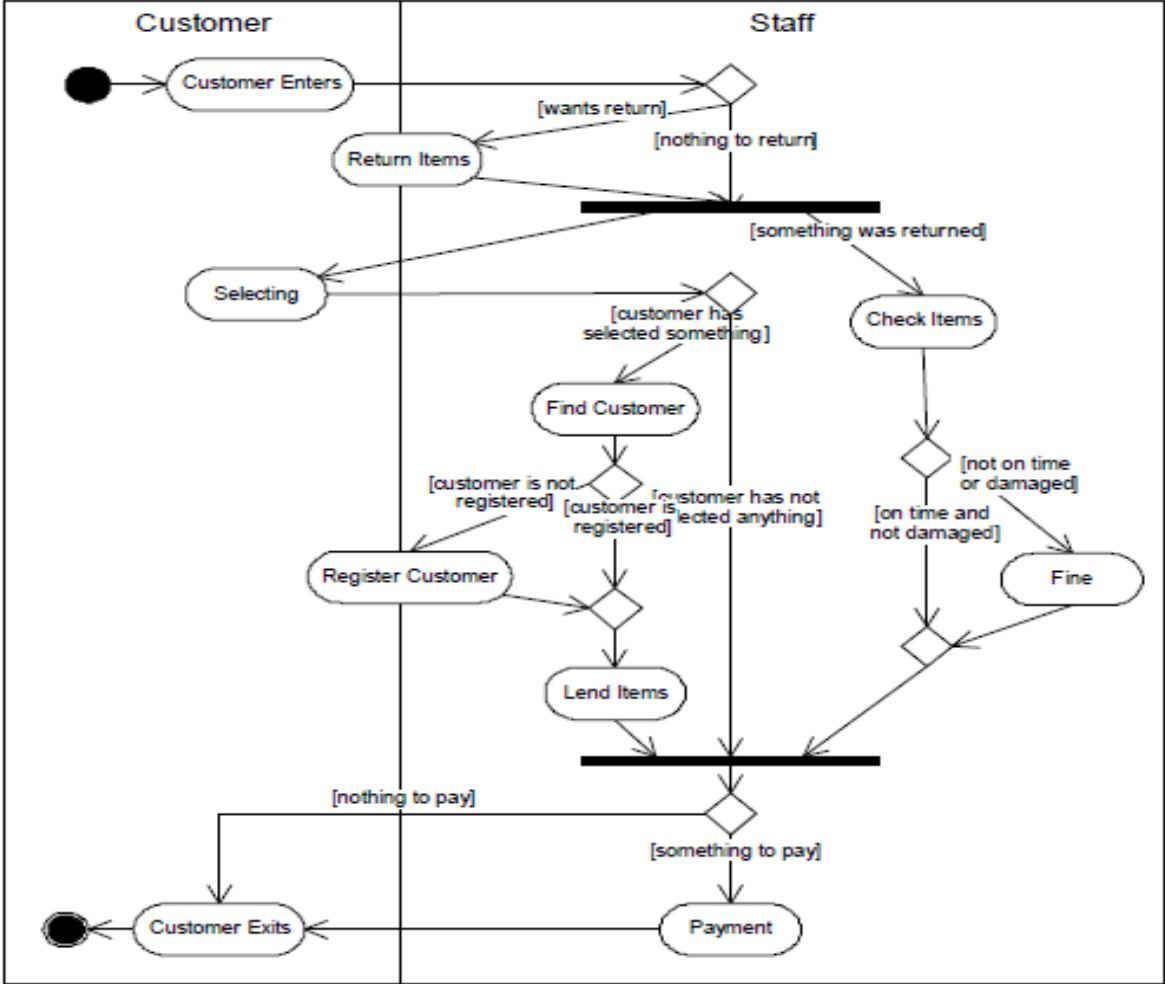 Customer
Staff
Customer Enters
[wants return]
[nothing to return]
Return Items
[something was returned]
Selecting
[customer has
selected something]
Check Items
Find Customer
[not on time
or damaged]
[customer is not
registered]
[customer is
registered]
customer has not
lected anything]
[on time and
not damaged]
Register Customer
Fine
Lend Items
[nothing to pay]
[something to pay]
Customer Exits
Payment